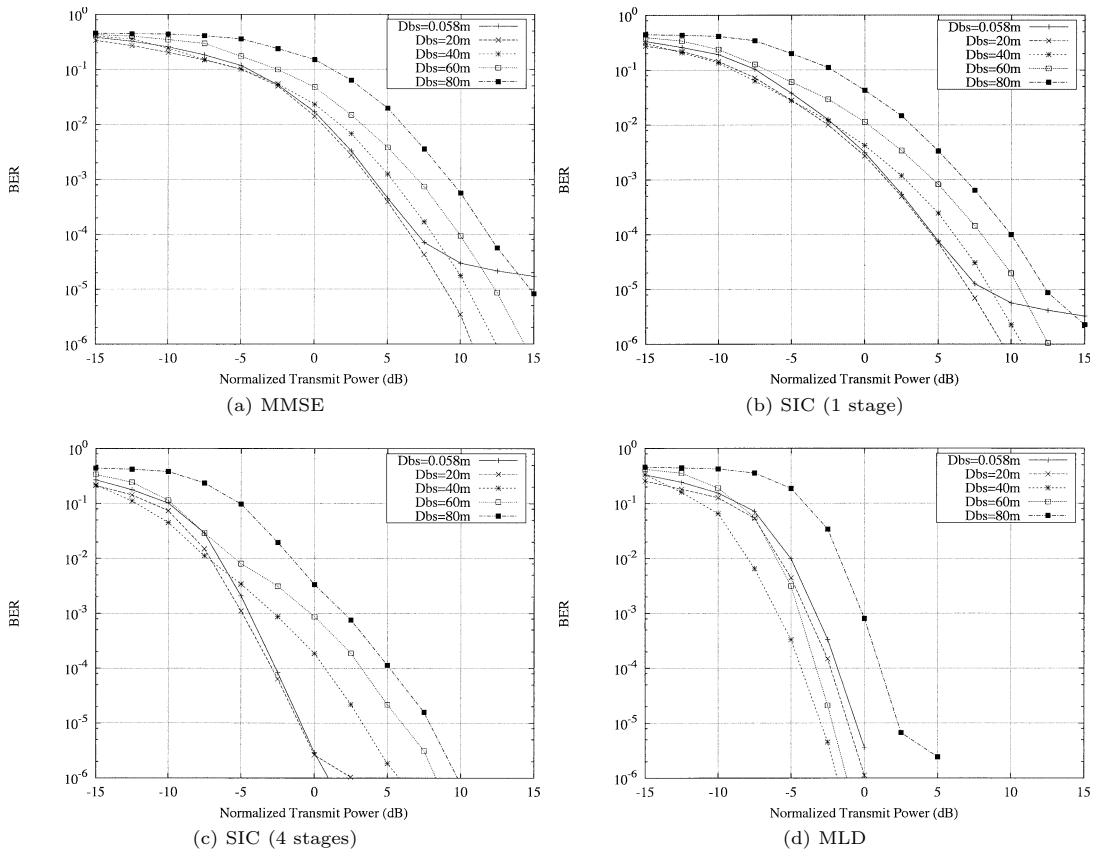 10^0
10^-1
10^-2
10^-3
10^-4
10^-5
10^-6
BER
-15 -10 -5 0 5 10 15
Normalized Transmit Power (dB)
Dbs=0.058m
Dbs=20m
Dbs=40m
Dbs=60m
Dbs=80m
(a) MMSE
10^0
10^-1
10^-2
10^-3
10^-4
10^-5
10^-6
BER
-15 -10 -5 0 5 10 15
Normalized Transmit Power (dB)
Dbs=0.058m
Dbs=20m
Dbs=40m
Dbs=60m
Dbs=80m
(b) SIC (1 stage)
10^0
10^-1
10^-2
10^-3
10^-4
10^-5
10^-6
BER
-15 -10 -5 0 5 10 15
Normalized Transmit Power (dB)
Dbs=0.058m
Dbs=20m
Dbs=40m
Dbs=60m
Dbs=80m
(c) SIC (4 stages)
10^0
10^-1
10^-2
10^-3
10^-4
10^-5
10^-6
BER
-15 -10 -5 0 5 10 15
Normalized Transmit Power (dB)
Dbs=0.058m
Dbs=20m
Dbs=40m
Dbs=60m
Dbs=80m
(d) MLD